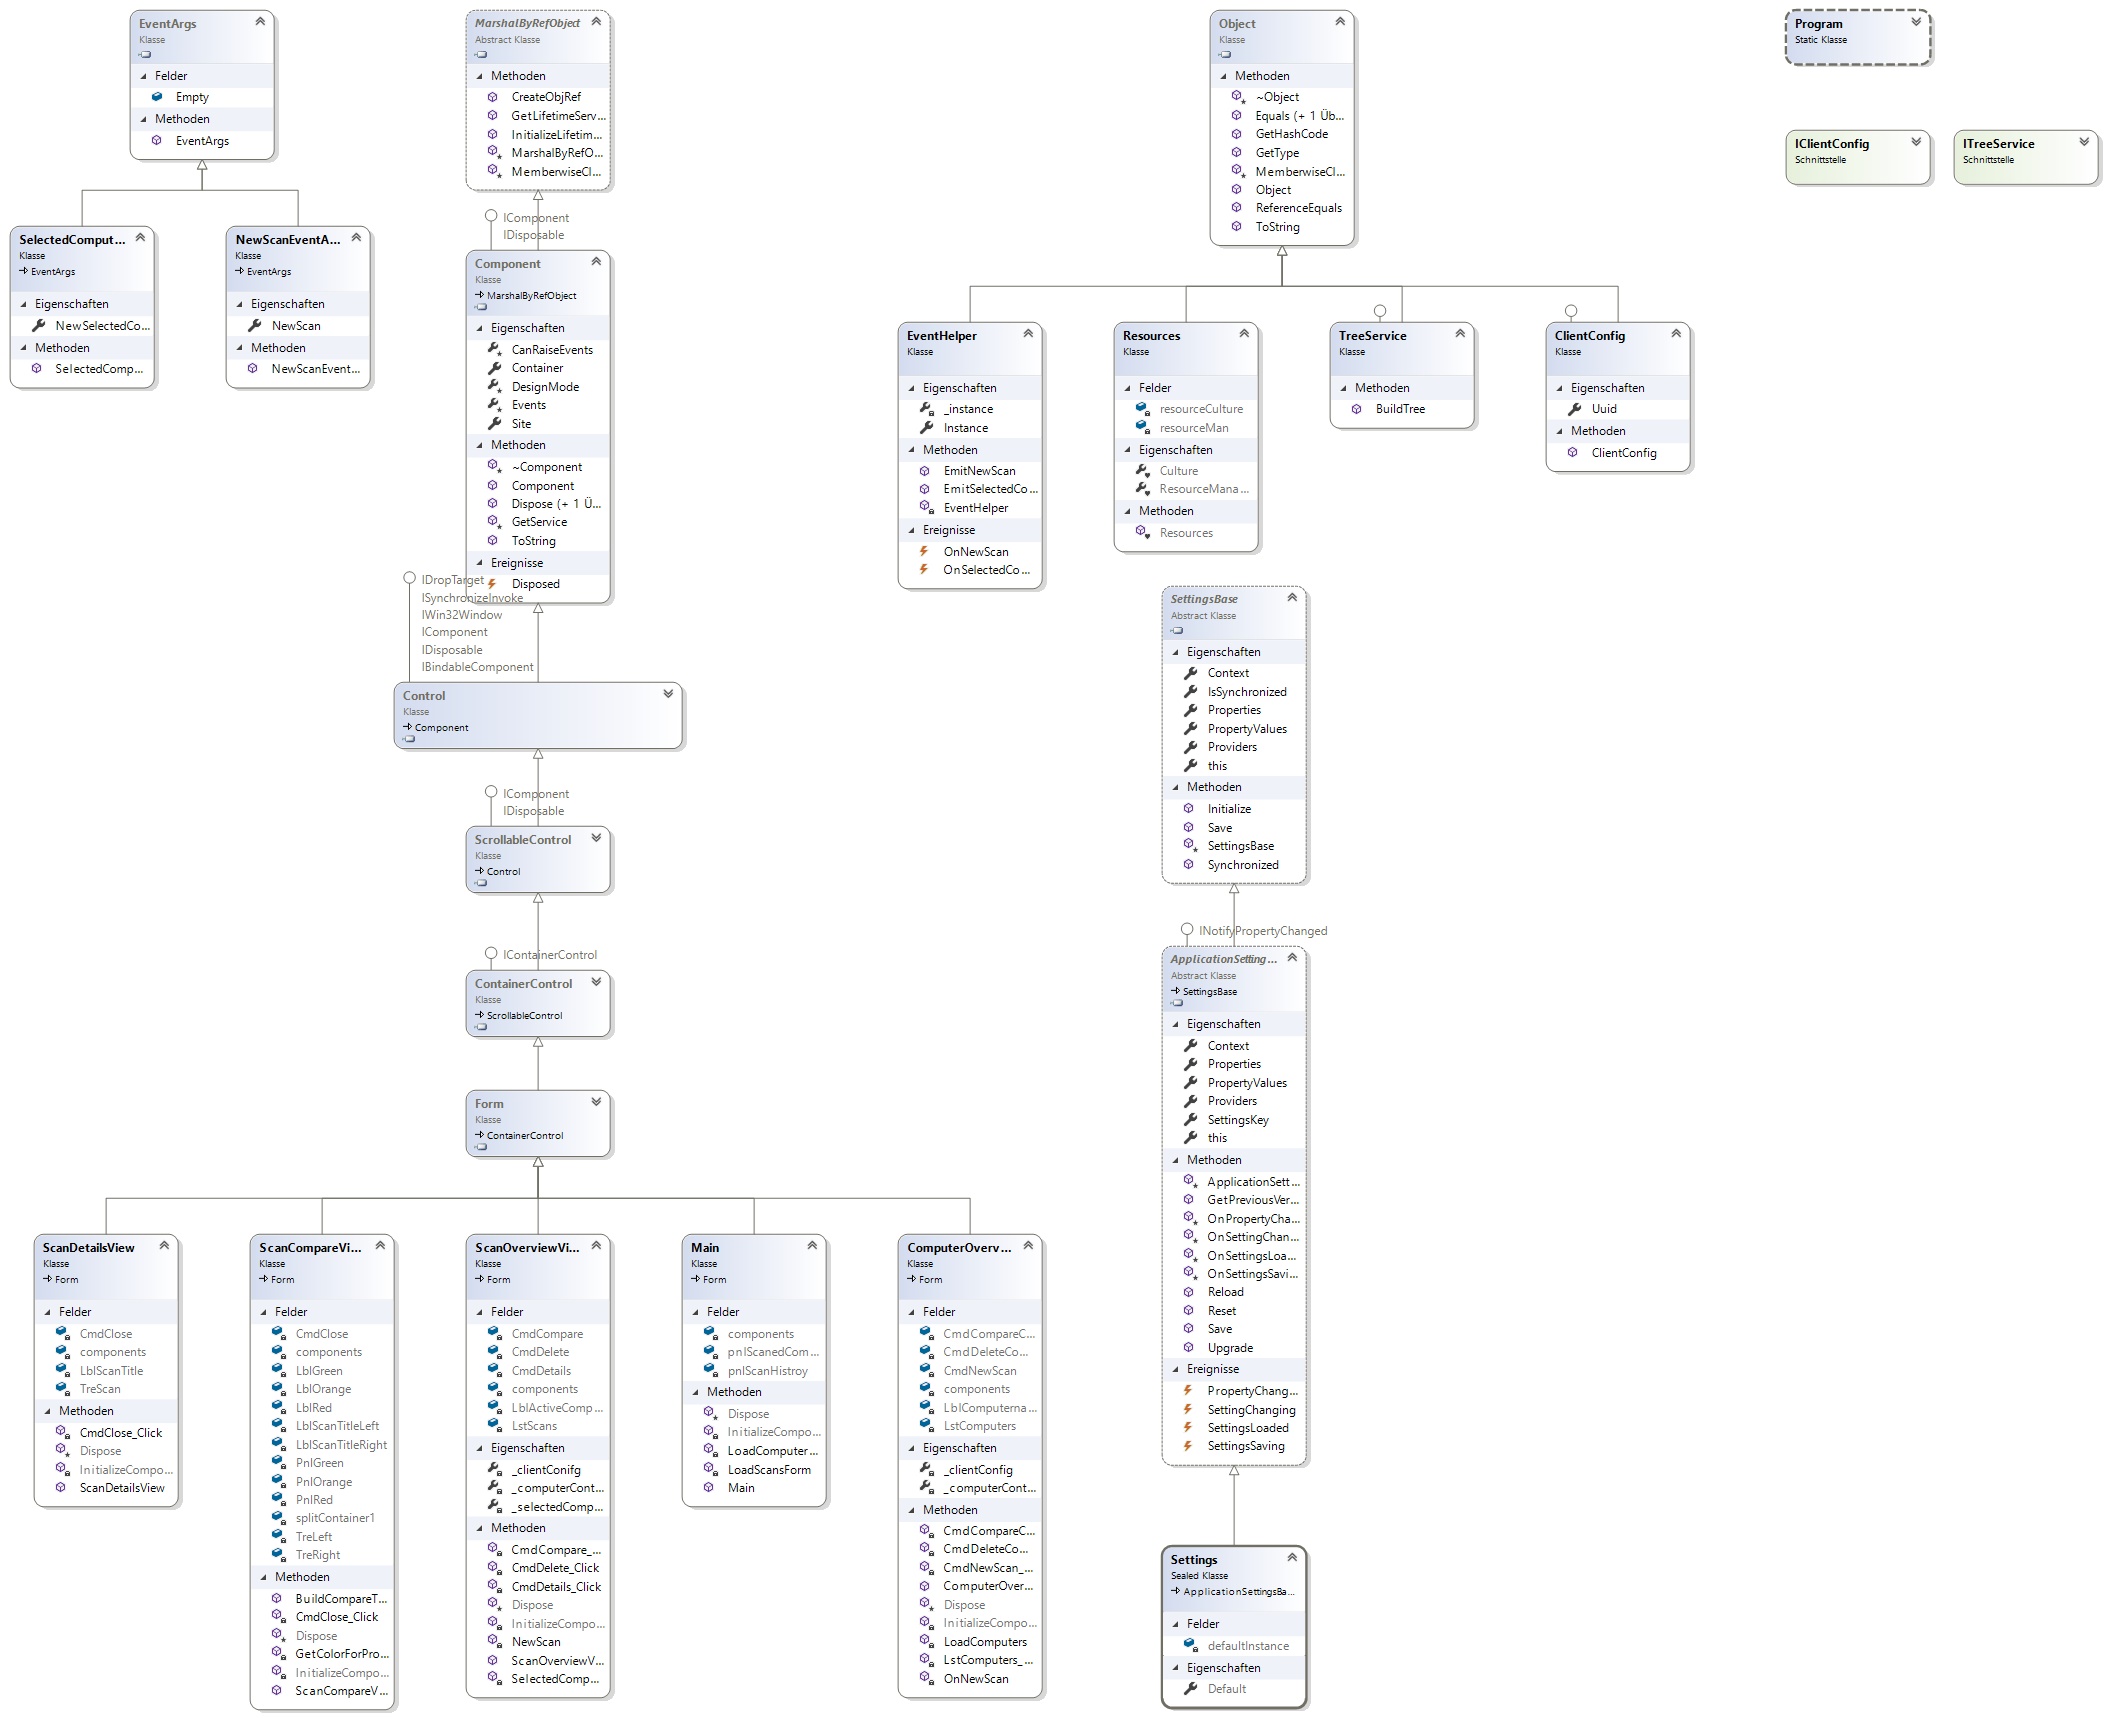 EventArgs
Klasse
Felder
Empty
Methoden
EventArgs
SelectedComput...
Klasse
EventArgs
Eigenschaften
NewSelectedCo...
Methoden
SelectedComp...
NewScanEventA...
Klasse
EventArgs
Eigenschaften
NewScan
Methoden
NewScanEvent...
MarshalByRefObject
Abstract Klasse
Methoden
CreateObjRef
GetLifetimeServ...
InitializeLifetim...
MarshalByRefO...
MemberwiseCl...
IComponent
IDisposable
Component
Klasse
MarshalByRefObject
Eigenschaften
CanRaiseEvents
Container
DesignMode
Events
Site
Methoden
~Component
Component
Dispose (+ 1 Ü...
GetService
ToString
Ereignisse
Disposed
IDropTarget
ISynchronizeInvoke
IWin32Window
IComponent
IDisposable
IBindableComponent
Control
Klasse
Component
IComponent
IDisposable
ScrollableControl
Klasse
Control
IContainerControl
ContainerControl
Klasse
ScrollableControl
Form
Klasse
ContainerControl
ScanDetailsView
Klasse
Form
Felder
CmdClose
components
LblScanTitle
TreScan
Methoden
CmdClose_Click
Dispose
InitializeCompo...
ScanDetailsView
ScanCompareVi...
Klasse
Form
Felder
CmdClose
components
LblGreen
LblOrange
LblRed
LblScanTitleLeft
LblScanTitleRight
PnlGreen
PnlOrange
PnlRed
splitContainer1
TreLeft
TreRight
Methoden
BuildCompareT...
CmdClose_Click
Dispose
GetColorForPro...
InitializeCompo...
ScanCompareV...
ScanOverviewVi...
Klasse
Form
Felder
CmdCompare
CmdDelete
CmdDetails
components
LblActiveComp...
LstScans
Eigenschaften
_clientConifg
_computerCont...
_selectedComp...
Methoden
CmdCompare_...
CmdDelete_Click
CmdDetails_Click
Dispose
InitializeCompo...
NewScan
ScanOverviewV...
SelectedComp...
Main
Klasse
Form
Felder
components
pnlScanedCom...
pnlScanHistroy
Methoden
Dispose
InitializeCompo...
LoadComputer...
LoadScansForm
Main
ComputerOverv...
Klasse
Form
Felder
CmdCompareC...
CmdDeleteCo...
CmdNewScan
components
LblComputerna...
LstComputers
Eigenschaften
_clientConfig
_computerCont...
Methoden
CmdCompareC...
CmdDeleteCo...
CmdNewScan_...
ComputerOver...
Dispose
InitializeCompo...
LoadComputers
LstComputers_...
OnNewScan
Object
Klasse
Methoden
~Object
Equals (+ 1 Üb...
GetHashCode
GetType
MemberwiseCl...
Object
ReferenceEquals
ToString
EventHelper
Klasse
Eigenschaften
_instance
Instance
Methoden
EmitNewScan
EmitSelectedCo...
EventHelper
Ereignisse
OnNewScan
OnSelectedCo...
Resources
Klasse
Felder
resourceCulture
resourceMan
Eigenschaften
Culture
ResourceMana...
Methoden
Resources
TreeService
Klasse
Methoden
BuildTree
ClientConfig
Klasse
Eigenschaften
Uuid
Methoden
ClientConfig
SettingsBase
Abstract Klasse
Eigenschaften
Context
IsSynchronized
Properties
PropertyValues
Providers
this
Methoden
Initialize
Save
SettingsBase
Synchronized
INotifyPropertyChanged
ApplicationSetting...
Abstract Klasse
SettingsBase
Eigenschaften
Context
Properties
PropertyValues
Providers
SettingsKey
this
Methoden
ApplicationSett...
GetPreviousVer...
OnPropertyCha...
OnSettingChan...
OnSettingsLoa...
OnSettingsSavi...
Reload
Reset
Save
Upgrade
Ereignisse
PropertyChang...
SettingChanging
SettingsLoaded
SettingsSaving
Settings
Sealed Klasse
ApplicationSettingsBa...
Felder
defaultInstance
Eigenschaften
Default
Program
Static Klasse
IClientConfig
Schnittstelle
ITreeService
Schnittstelle